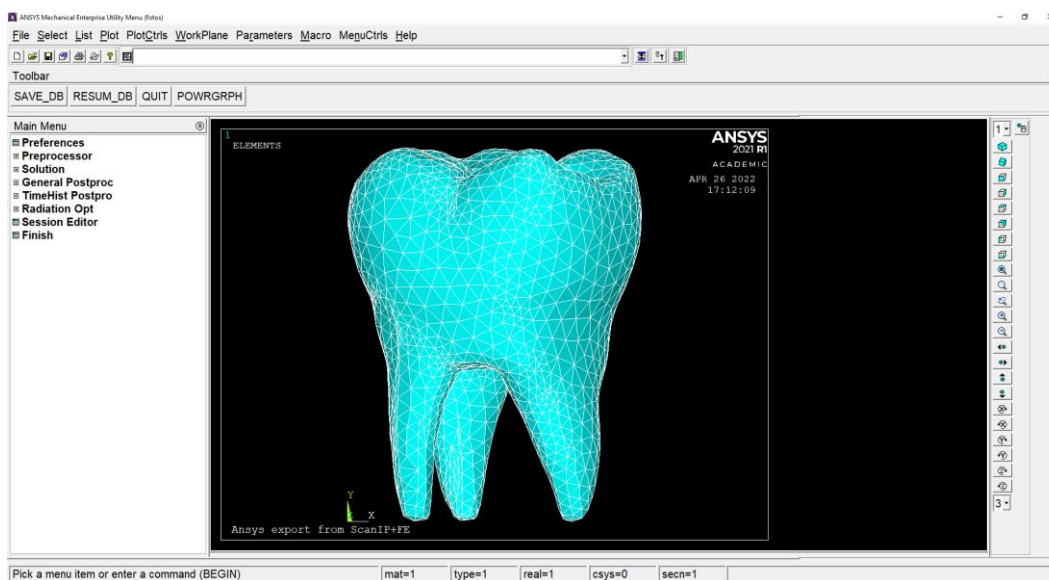 ANSYS Mechanical Enterprise Utility Menu (fotos)
File Select List Plot PlotCtrls WorkPlane Parameters Macro MenuCtrls Help
Toolbar
SAVE_DB RESUM_DB QUIT POWRGRPH
Main Menu
Preferences
Preprocessor
Solution
General Postproc
TimeHist Postpro
Radiation Opt
Session Editor
Finish
1
ELEMENTS
ANSYS
2021 R1
ACADEMIC
APR 26 2022
17:12:09
Y
X
Ansys export from ScanIP+FE
1
3
Pick a menu item or enter a command (BEGIN)
mat=1
type=1
real=1
csys=0
secn=1